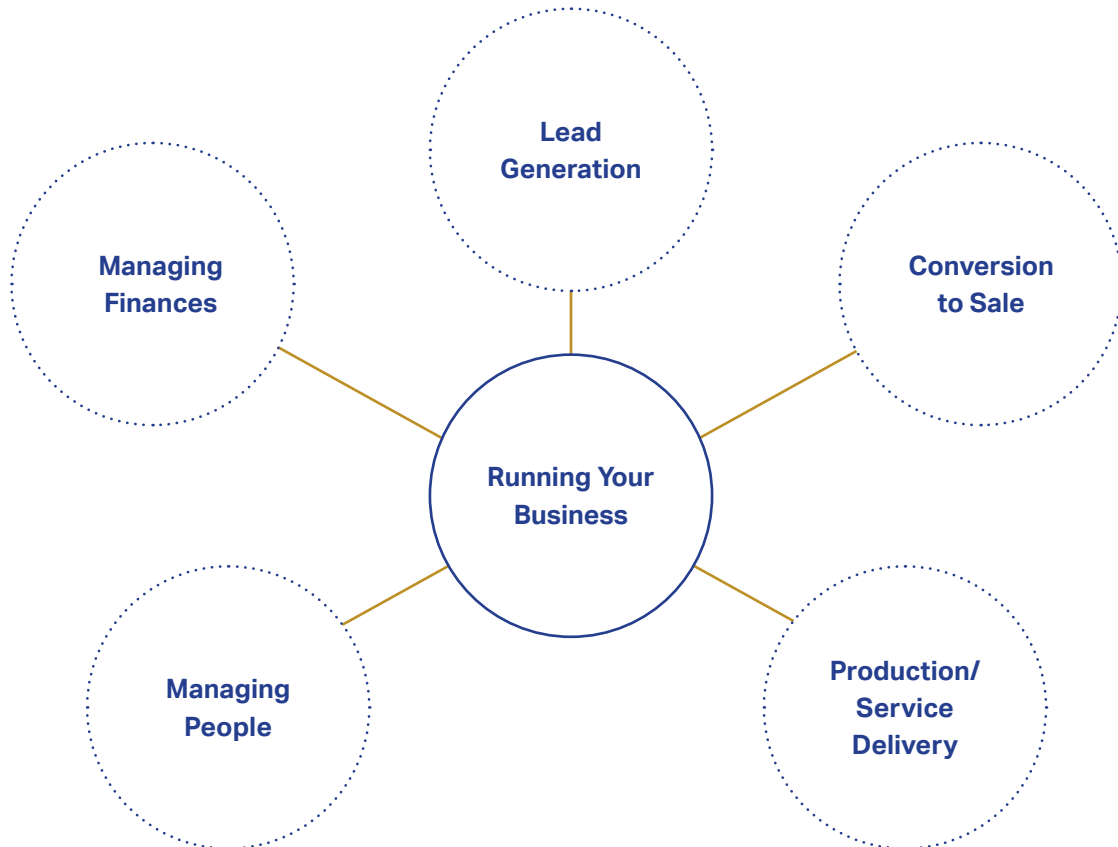 Lead
Generation
Managing
Finances
Conversion
to Sale
Running Your
Business
Managing
People
Production/
Service
Delivery